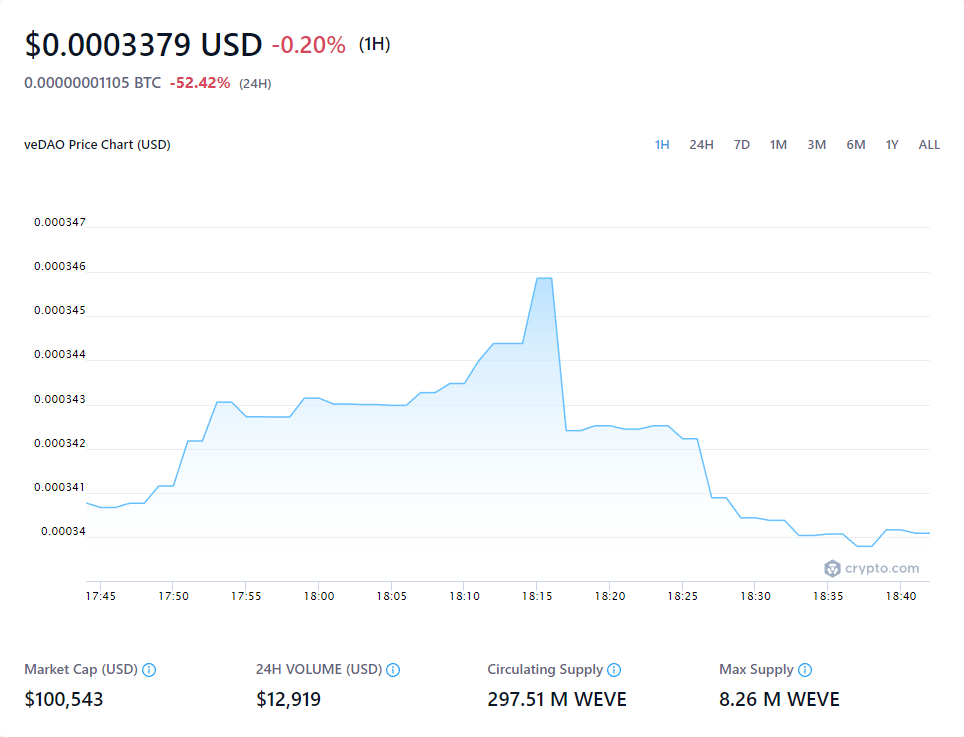 $0.0003379 USD -0.20% (1H)
0.00000001105 BTC -52.42% (24H)
veDAO Price Chart (USD)
1H 24H 7D 1M 3M 6M 1Y ALL
0.000347
0.000346
0.000345
0.000344
0.000343
0.000342
0.000341
0.00034
crypto.com
17:45 17:50 17:55 18:00 18:05 18:10 18:15 18:20 18:25 18:30 18:35 18:40
Market Cap (USD) 24H VOLUME (USD) Circulating Supply Max Supply
$100,543 $12,919 297.51 M WEVE 8.26 M WEVE